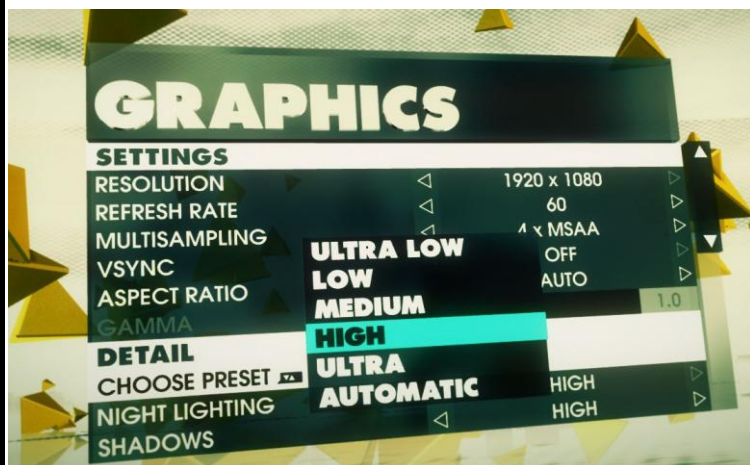 GRAPHICS
SETTINGS
RESOLUTION 1920 x 1080
REFRESH RATE 60
MULTISAMPLING 4 x MSAA
VSYNC OFF
ASPECT RATIO AUTO
GAMMA 1.0
DETAIL
CHOOSE PRESET
ULTRA LOW
LOW
MEDIUM
HIGH
ULTRA
AUTOMATIC
NIGHT LIGHTING HIGH
SHADOWS HIGH